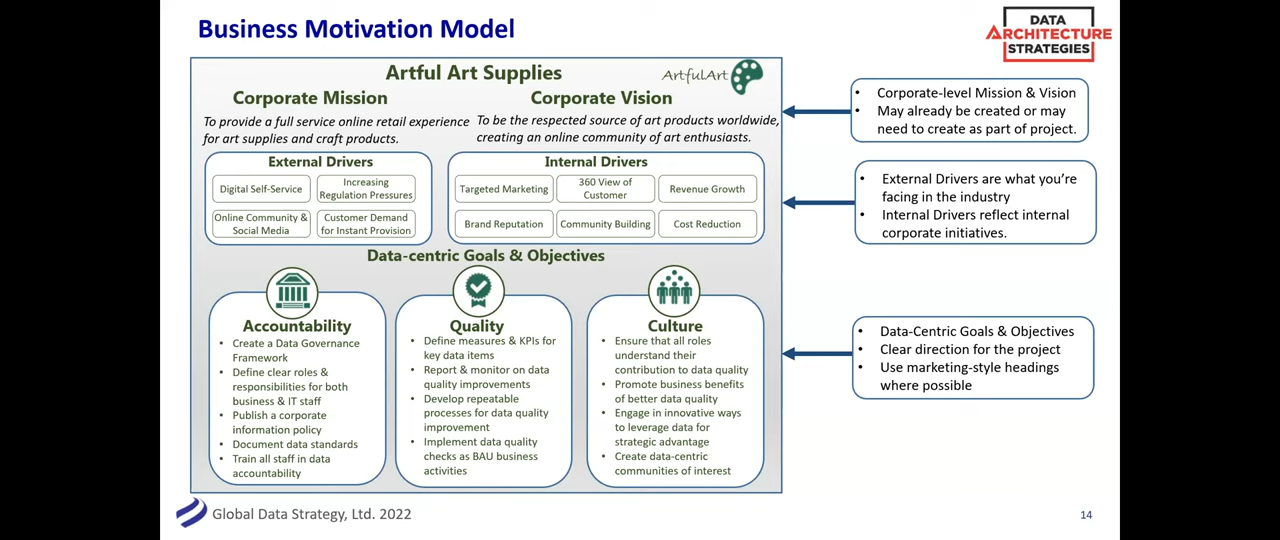 Business Motivation Model
DATA
ARCHITECTURE
STRATEGIES
Artful Art Supplies
ArtfulArt
Corporate Mission
To provide a full service online retail experience
for art supplies and craft products.
Corporate Vision
To be the respected source of art products worldwide,
creating an online community of art enthusiasts.
External Drivers
Digital Self-Service
Increasing
Regulation Pressures
Online Community &
Social Media
Customer Demand
for Instant Provision
Internal Drivers
Targeted Marketing
360 View of
Customer
Revenue Growth
Brand Reputation
Community Building
Cost Reduction
Data-centric Goals & Objectives
Accountability
• Create a Data Governance
Framework
• Define clear roles &
responsibilities for both
business & IT staff
• Publish a corporate
information policy
• Document data standards
• Train all staff in data
accountability
Quality
• Define measures & KPIs for
key data items
• Report & monitor on data
quality improvements
• Develop repeatable
processes for data quality
improvement
• Implement data quality
checks as BAU business
activities
Culture
• Ensure that all roles
understand their
contribution to data quality
• Promote business benefits
of better data quality
• Engage in innovative ways
to leverage data for
strategic advantage
• Create data-centric
communities of interest
• Corporate-level Mission & Vision
• May already be created or may
need to create as part of project.
• External Drivers are what you're
facing in the industry
• Internal Drivers reflect internal
corporate initiatives.
• Data-Centric Goals & Objectives
• Clear direction for the project
• Use marketing-style headings
where possible
Global Data Strategy, Ltd. 2022
14